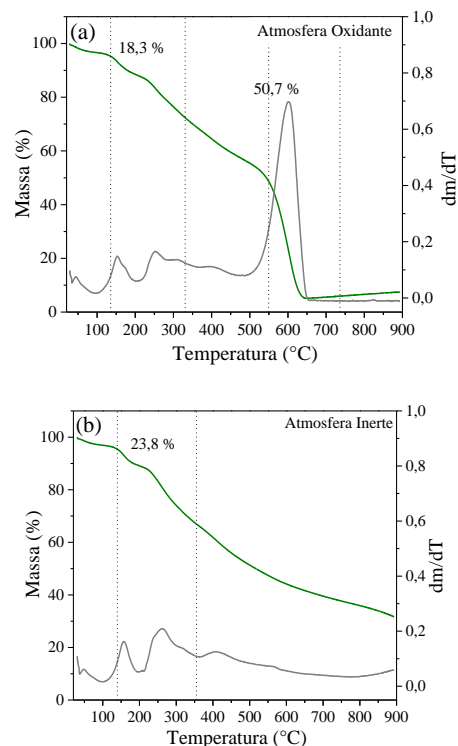 (a)
Atmosfera Oxidante
18,3 %
50,7 %
Massa (%)
100
80
60
40
20
0
1,0
0,8
0,6
0,4
0,2
0,0
dm/dT
100 200 300 400 500 600 700 800 900
Temperatura (°C)
(b)
Atmosfera Inerte
23,8 %
Massa (%)
100
80
60
40
20
0
1,0
0,8
0,6
0,4
0,2
0,0
dm/dT
100 200 300 400 500 600 700 800 900
Temperatura (°C)